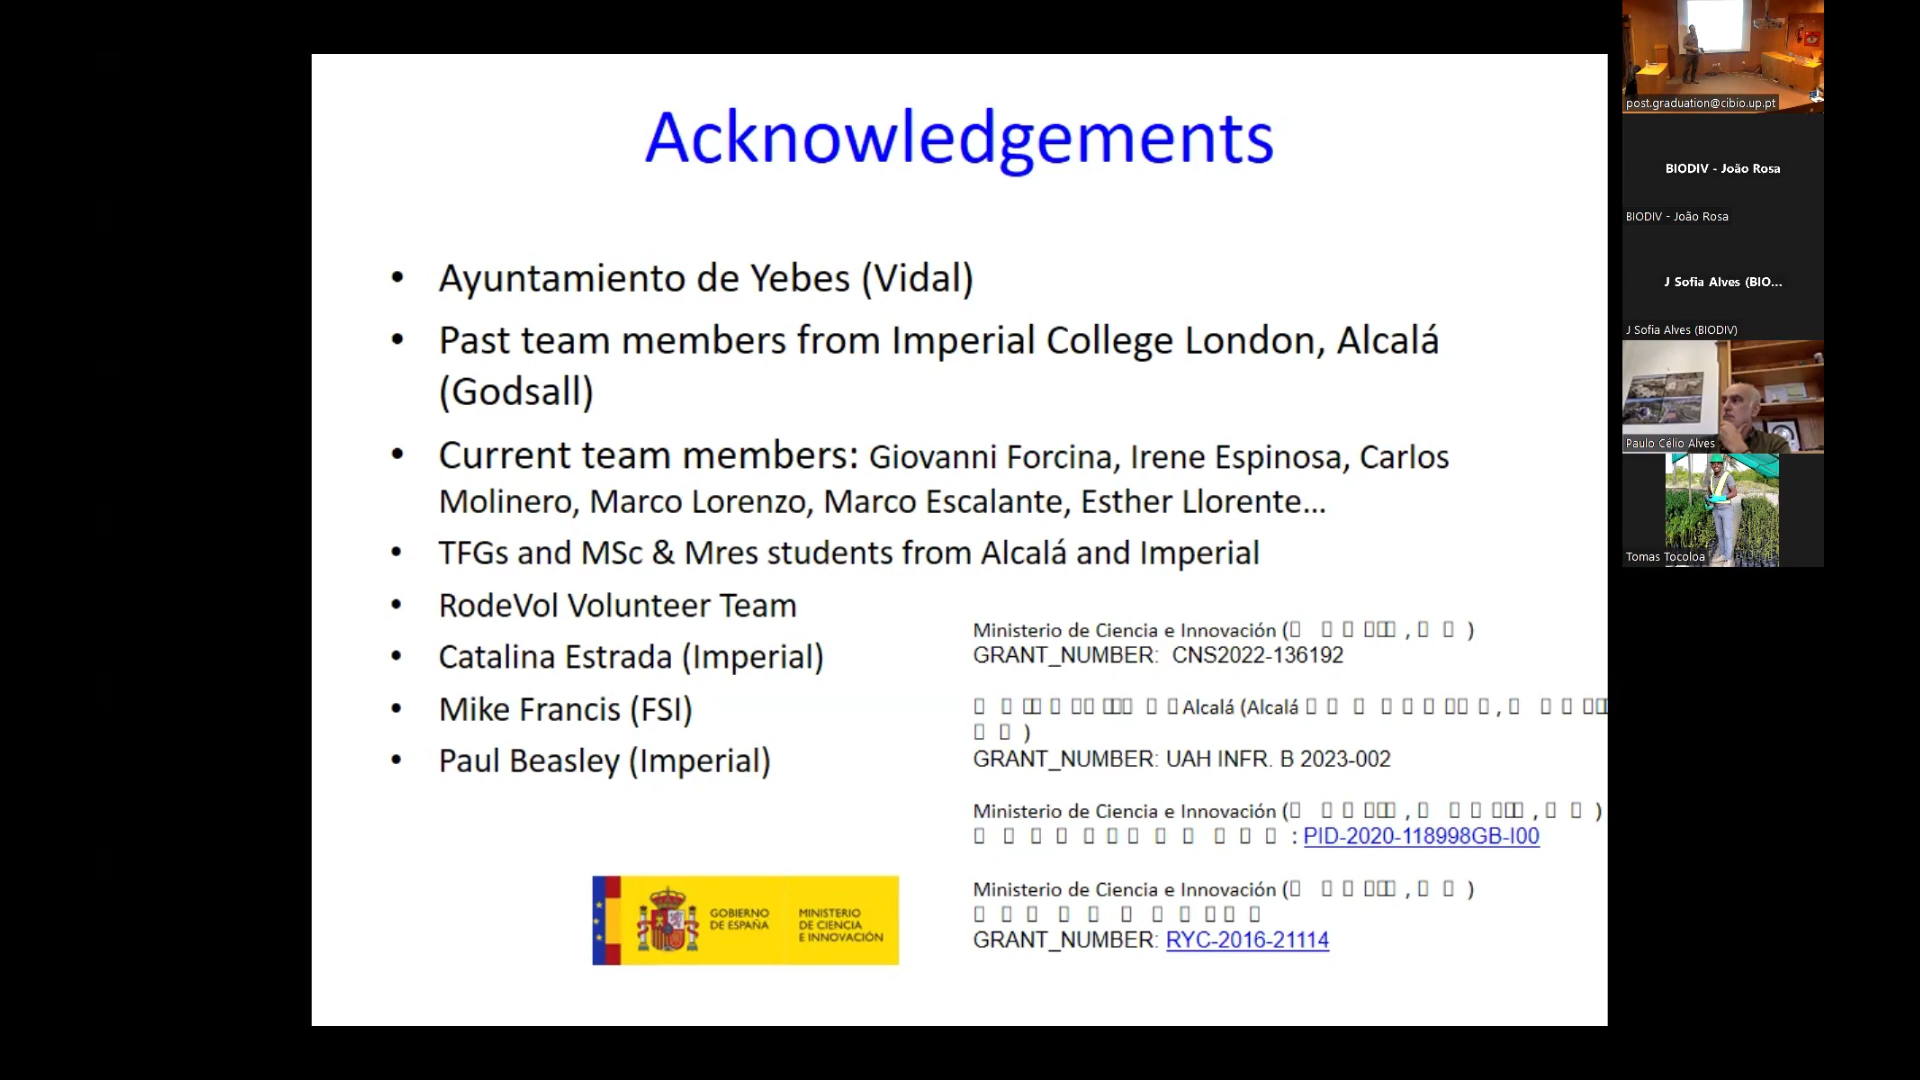 Acknowledgements
• Ayuntamiento de Yebes (Vidal)
• Past team members from Imperial College London, Alcalá
(Godsall)
• Current team members: Giovanni Forcina, Irene Espinosa, Carlos
Molinero, Marco Lorenzo, Marco Escalante, Esther Llorente...
• TFGs and MSc & Mres students from Alcalá and Imperial
• RodeVol Volunteer Team
• Catalina Estrada (Imperial)
• Mike Francis (FSI)
• Paul Beasley (Imperial)
Ministerio de Ciencia e Innovación (
GRANT_NUMBER: CNS2022-136192
Alcalá (Alcalá
GRANT_NUMBER: UAH INFR. B 2023-002
Ministerio de Ciencia e Innovación (
: PID-2020-118998GB-I00
Ministerio de Ciencia e Innovación (
GRANT_NUMBER: RYC-2016-21114
GOBIERNO
DE ESPAÑA
MINISTERIO
DE CIENCIA
E INNOVACIÓN
post.graduation@cibio.up.pt
BIODIV - João Rosa
BIODIV - João Rosa
J Sofia Alves (BIO...
J Sofia Alves (BIODIV)
Paulo Célio Alves
Tomas Tocoloa